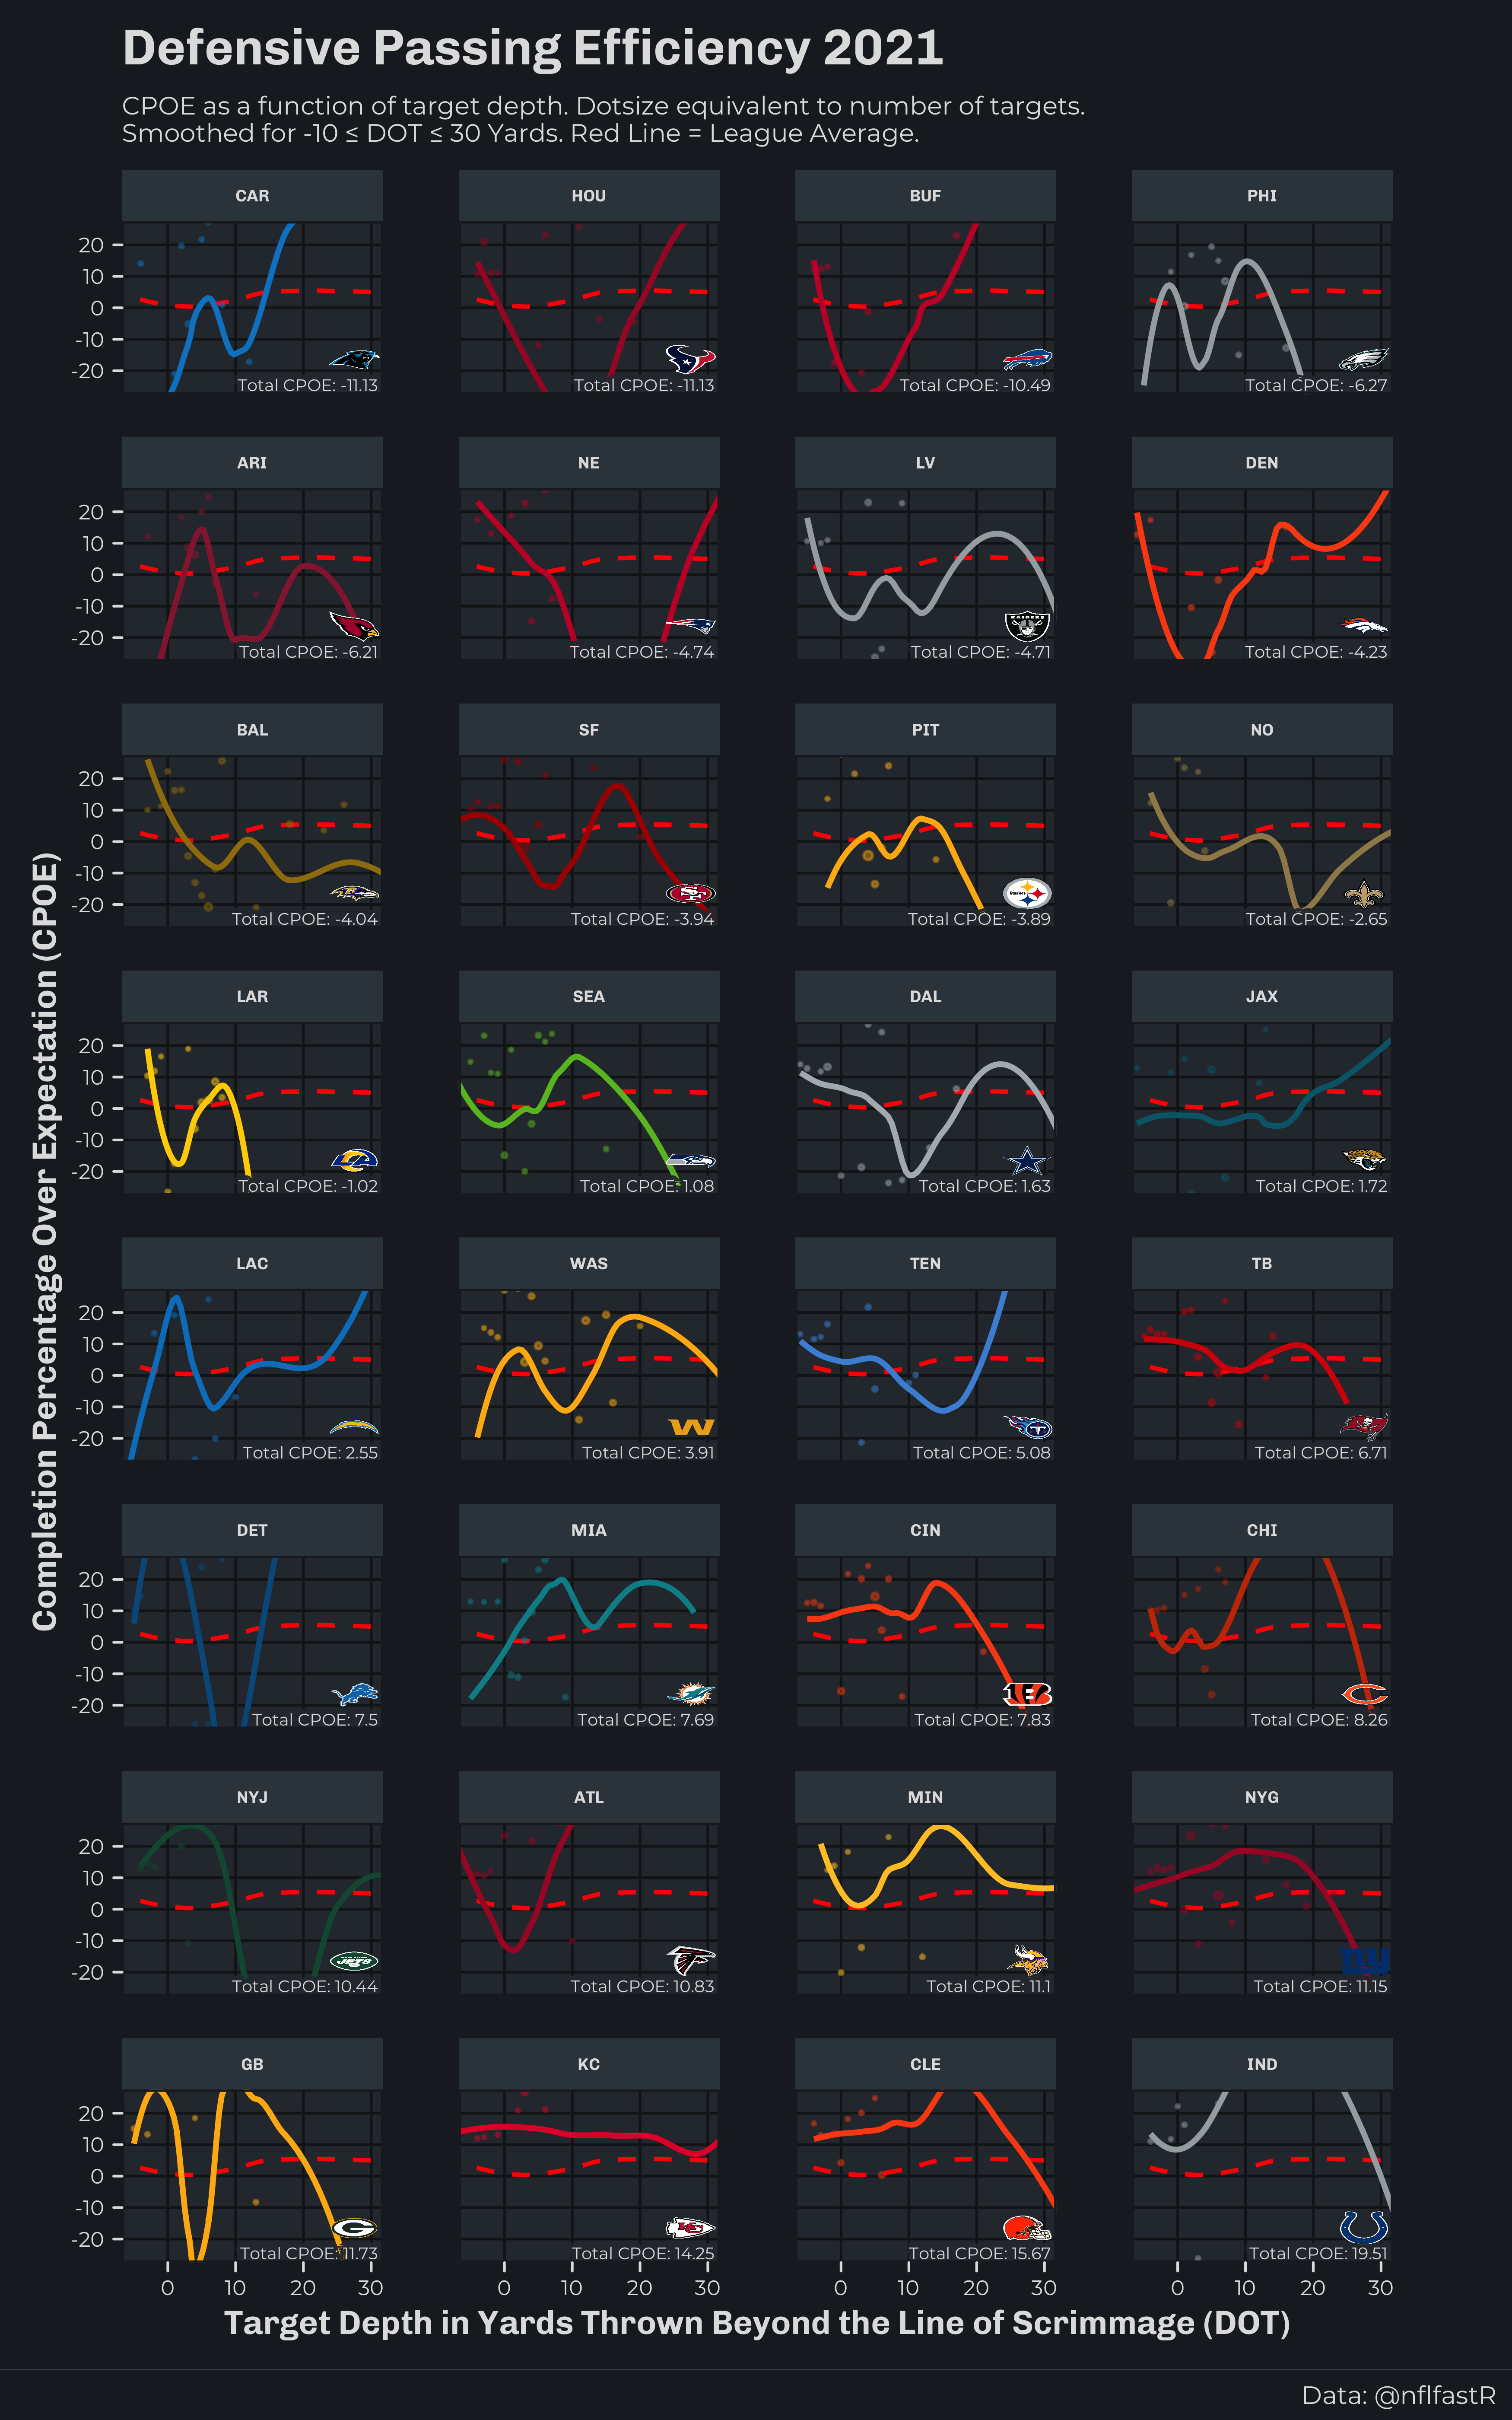 Defensive Passing Efficiency 2021
CPOE as a function of target depth. Dotsize equivalent to number of targets.
Smoothed for -10 ≤ DOT ≤ 30 Yards. Red Line = League Average.
CAR HOU BUF PHI
20
10
0
-10
-20
Total CPOE: -11.13 Total CPOE: -11.13 Total CPOE: -10.49 Total CPOE: -6.27
ARI NE LV DEN
20
10
0
-10
-20
RAIDERS
Total CPOE: -6.21 Total CPOE: -4.74 Total CPOE: -4.71 Total CPOE: -4.23
BAL SF PIT NO
20
10
0
-10
-20
SF Steelers
Total CPOE: -4.04 Total CPOE: -3.94 Total CPOE: -3.89 Total CPOE: -2.65
LAR SEA DAL JAX
20
10
0
-10
-20
Total CPOE: -1.02 Total CPOE: 1.08 Total CPOE: 1.63 Total CPOE: 1.72
LAC WAS TEN TB
20
10
0
-10
-20
W T
Total CPOE: 2.55 Total CPOE: 3.91 Total CPOE: 5.08 Total CPOE: 6.71
DET MIA CIN CHI
20
10
0
-10
-20
C
Total CPOE: 7.5 Total CPOE: 7.69 Total CPOE: 7.83 Total CPOE: 8.26
NYJ ATL MIN NYG
20
10
0
-10
-20
JETS ny
Total CPOE: 10.44 Total CPOE: 10.83 Total CPOE: 11.1 Total CPOE: 11.15
GB KC CLE IND
20
10
0
-10
-20
G KC
Total CPOE: 11.73 Total CPOE: 14.25 Total CPOE: 15.67 Total CPOE: 19.51
0 10 20 30 0 10 20 30 0 10 20 30 0 10 20 30
Completion Percentage Over Expectation (CPOE)
Target Depth in Yards Thrown Beyond the Line of Scrimmage (DOT)
Data: @nflfastR